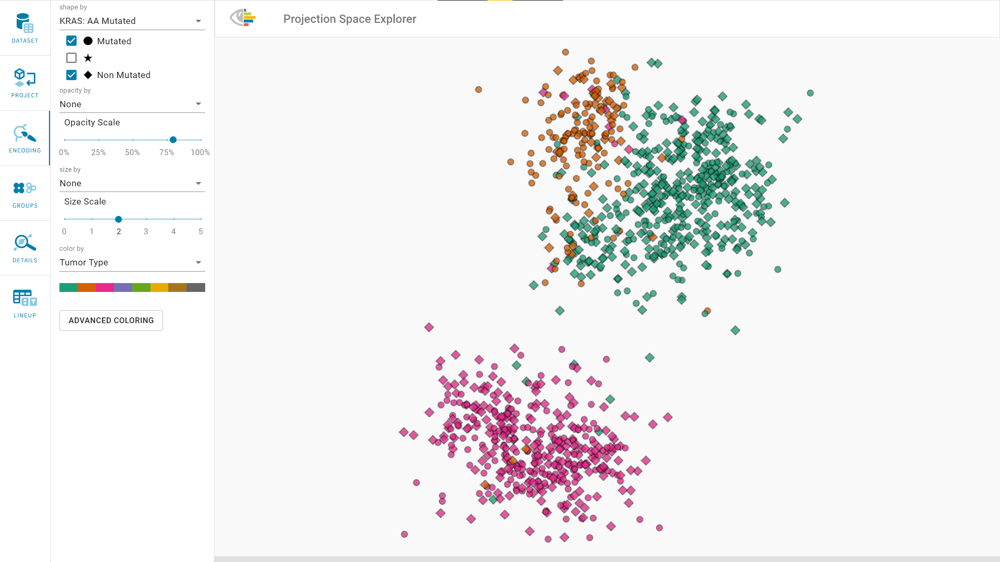 DATASET
PROJECT
ENCODING
GROUPS
DETAILS
LINEUP
shape by
KRAS: AA Mutated
Mutated
Non Mutated
opacity by
None
Opacity Scale
0% 25% 50% 75% 100%
size by
None
Size Scale
0 1 2 3 4 5
color by
Tumor Type
ADVANCED COLORING
Projection Space Explorer